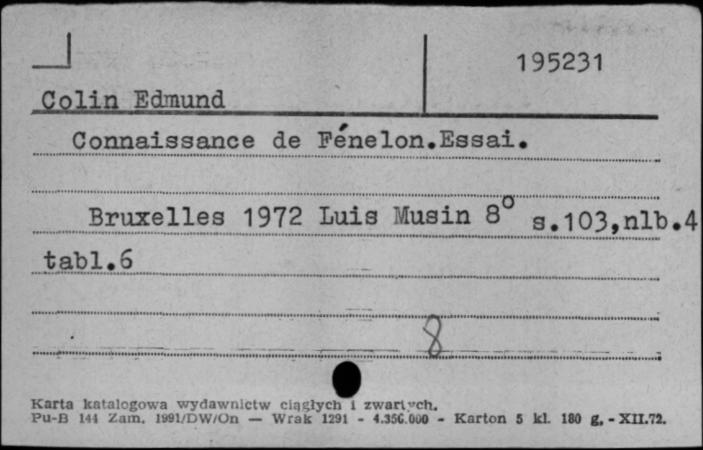 195231
Colin Edmund
Connaissance de Fénelon.Essai.
Bruxelles 1972 Luis Musin 8° s.103,nlb.4
tabl.6
8
Karta katalogowa wydawnictw ciągłych i zwartych.
Pu-B 144 Zam. 1991/DW/On — Wrak 1291 - 4.356.000 - Karton 5 kl. 180 g. - XII.72.